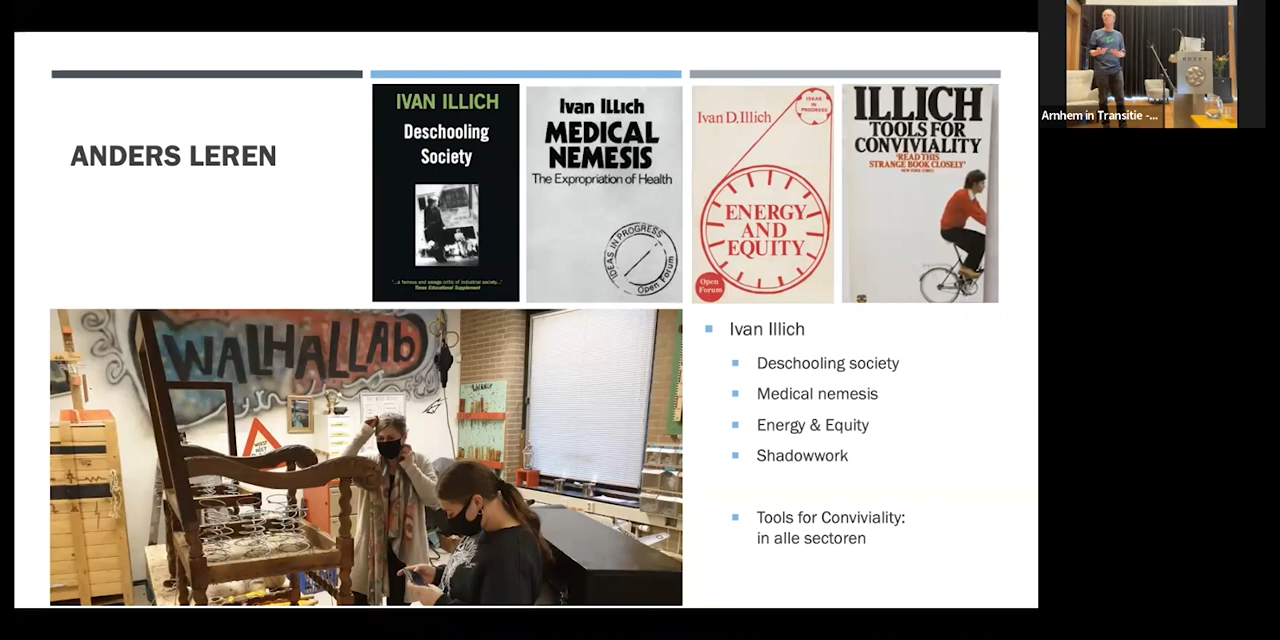 ANDERS LEREN
IVAN ILLICH
Deschooling
Society
"...a famous and savage critic of industrial society..."
Times Educational Supplement
Ivan Illich
MEDICAL
NEMESIS
The Expropriation of Health
IDEAS IN PROGRESS
Open Forum
Ivan D. Illich
IDEAS
IN
PROGRESS
ENERGY
AND
EQUITY
Open
Forum
ILLICH
TOOLS FOR
CONVIVIALITY
'READ THIS
STRANGE BOOK CLOSELY'
NEW YORK TIMES
WALHALLAb
Ivan Illich
Deschooling society
Medical nemesis
Energy & Equity
Shadowwork
Tools for Conviviality:
in alle sectoren
ROZET
Arnhem in Transitie -...